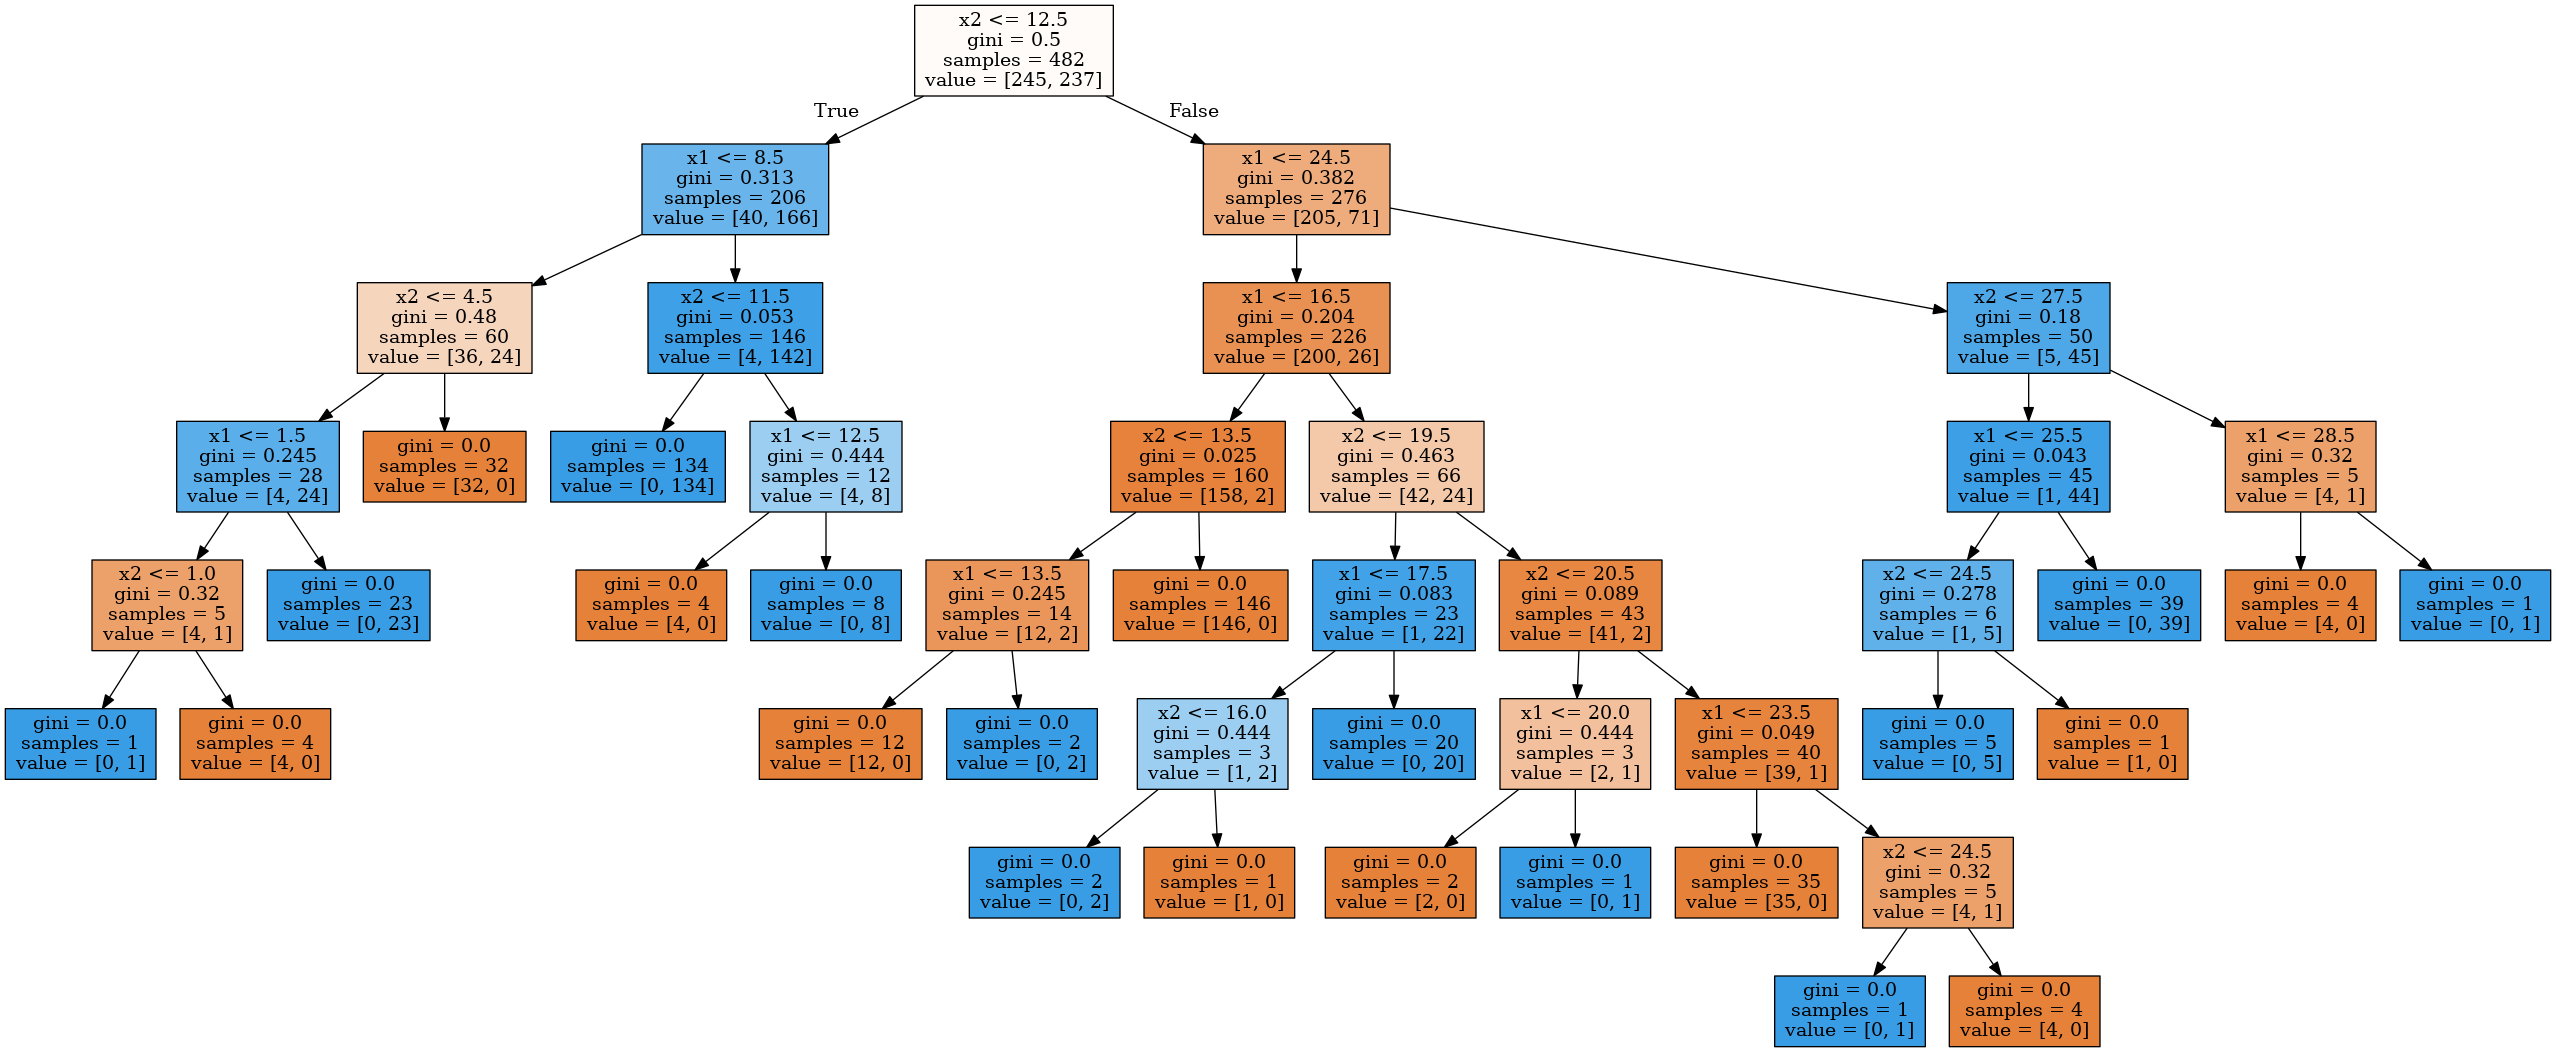 x2 <= 12.5
gini = 0.5
samples = 482
value = [245, 237]
True
False
x1 <= 8.5
gini = 0.313
samples = 206
value = [40, 166]
x1 <= 24.5
gini = 0.382
samples = 276
value = [205, 71]
x2 <= 4.5
gini = 0.48
samples = 60
value = [36, 24]
x2 <= 11.5
gini = 0.053
samples = 146
value = [4, 142]
x1 <= 16.5
gini = 0.204
samples = 226
value = [200, 26]
x2 <= 27.5
gini = 0.18
samples = 50
value = [5, 45]
x1 <= 1.5
gini = 0.245
samples = 28
value = [4, 24]
gini = 0.0
samples = 32
value = [32, 0]
gini = 0.0
samples = 134
value = [0, 134]
x1 <= 12.5
gini = 0.444
samples = 12
value = [4, 8]
x2 <= 13.5
gini = 0.025
samples = 160
value = [158, 2]
x2 <= 19.5
gini = 0.463
samples = 66
value = [42, 24]
x1 <= 25.5
gini = 0.043
samples = 45
value = [1, 44]
x1 <= 28.5
gini = 0.32
samples = 5
value = [4, 1]
x2 <= 1.0
gini = 0.32
samples = 5
value = [4, 1]
gini = 0.0
samples = 23
value = [0, 23]
gini = 0.0
samples = 4
value = [4, 0]
gini = 0.0
samples = 8
value = [0, 8]
x1 <= 13.5
gini = 0.245
samples = 14
value = [12, 2]
gini = 0.0
samples = 146
value = [146, 0]
x1 <= 17.5
gini = 0.083
samples = 23
value = [1, 22]
x2 <= 20.5
gini = 0.089
samples = 43
value = [41, 2]
x2 <= 24.5
gini = 0.278
samples = 6
value = [1, 5]
gini = 0.0
samples = 39
value = [0, 39]
gini = 0.0
samples = 4
value = [4, 0]
gini = 0.0
samples = 1
value = [0, 1]
gini = 0.0
samples = 1
value = [0, 1]
gini = 0.0
samples = 4
value = [4, 0]
gini = 0.0
samples = 12
value = [12, 0]
gini = 0.0
samples = 2
value = [0, 2]
x2 <= 16.0
gini = 0.444
samples = 3
value = [1, 2]
gini = 0.0
samples = 20
value = [0, 20]
x1 <= 20.0
gini = 0.444
samples = 3
value = [2, 1]
x1 <= 23.5
gini = 0.049
samples = 40
value = [39, 1]
gini = 0.0
samples = 5
value = [0, 5]
gini = 0.0
samples = 1
value = [1, 0]
gini = 0.0
samples = 2
value = [0, 2]
gini = 0.0
samples = 1
value = [1, 0]
gini = 0.0
samples = 2
value = [2, 0]
gini = 0.0
samples = 1
value = [0, 1]
gini = 0.0
samples = 35
value = [35, 0]
x2 <= 24.5
gini = 0.32
samples = 5
value = [4, 1]
gini = 0.0
samples = 1
value = [0, 1]
gini = 0.0
samples = 4
value = [4, 0]